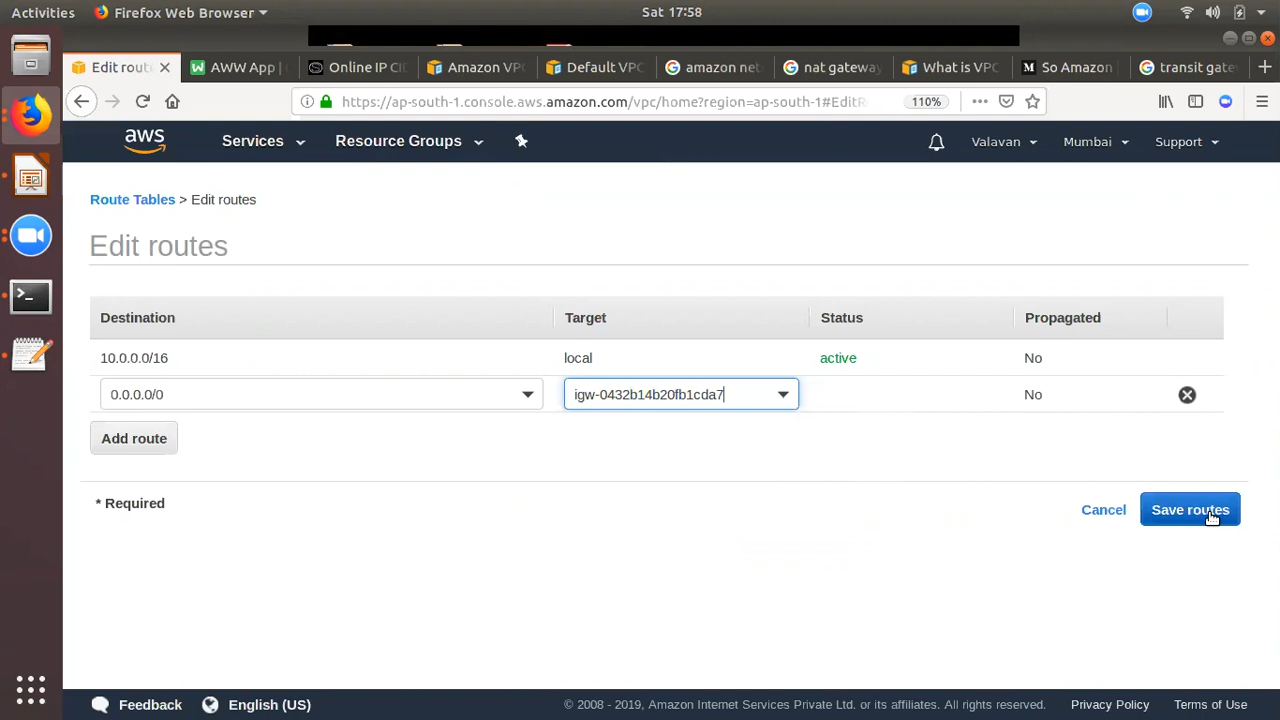 Activities Firefox Web Browser Sat 17:58
Edit rout AWW App | Online IP CI Amazon VPC Default VPC amazon net nat gateway What is VPC So Amazon transit gate
https://ap-south-1.console.aws.amazon.com/vpc/home?region=ap-south-1#EditR 110%
aws Services Resource Groups Valavan Mumbai Support
Route Tables > Edit routes
Edit routes
Destination Target Status Propagated
10.0.0.0/16 local active No
0.0.0.0/0 igw-0432b14b20fb1cda7 No
Add route
* Required Cancel Save routes
Feedback English (US) © 2008 - 2019, Amazon Internet Services Private Ltd. or its affiliates. All rights reserved. Privacy Policy Terms of Use